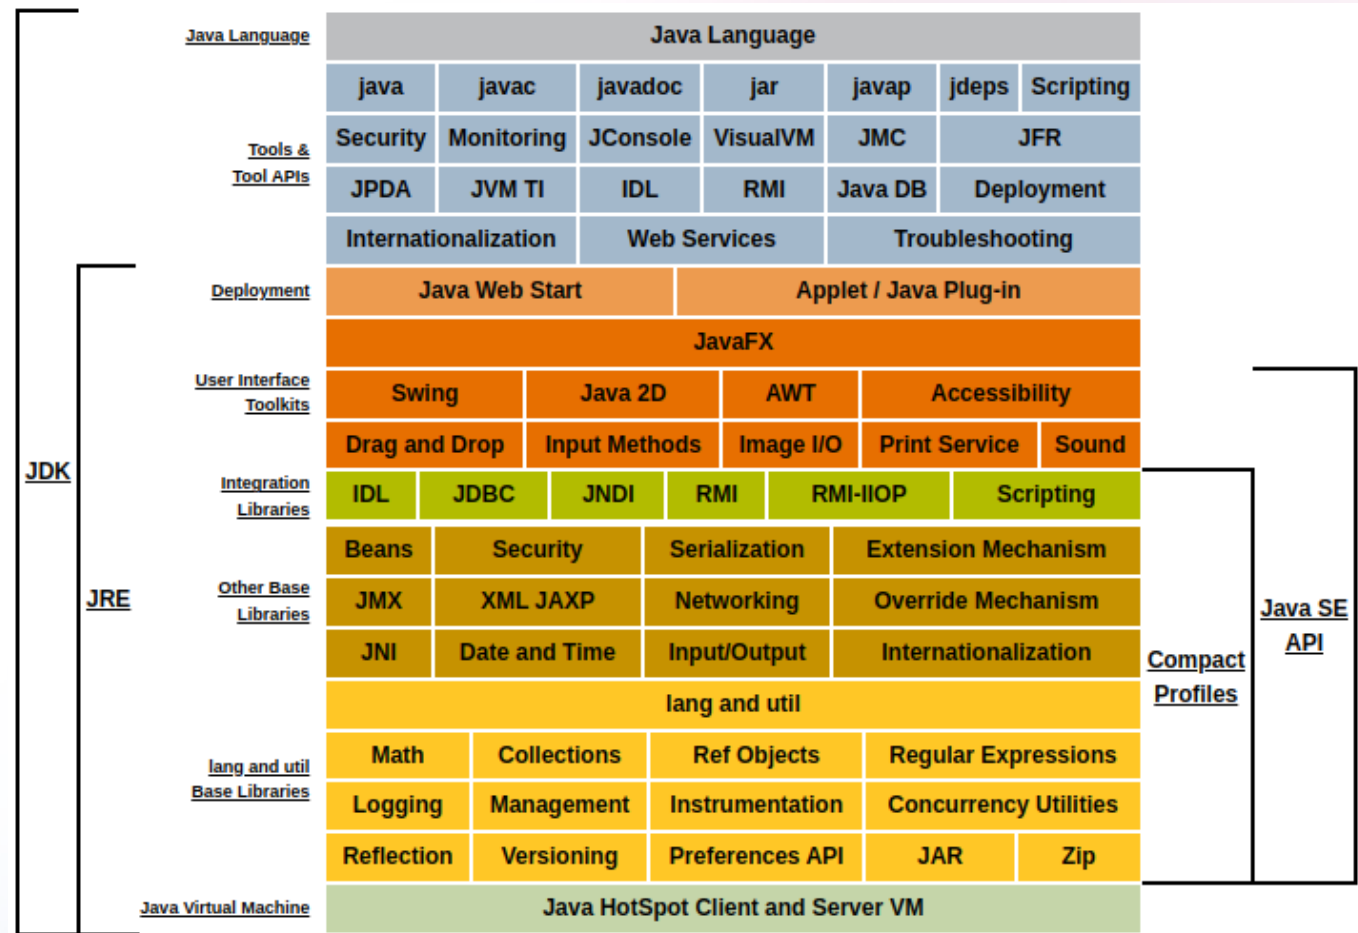 Java Language
Java Language
java javac javadoc jar javap jdeps Scripting
Security Monitoring JConsole VisualVM JMC JFR
Tools &
Tool APIs
JPDA JVM TI IDL RMI Java DB Deployment
Internationalization Web Services Troubleshooting
Deployment
Java Web Start Applet / Java Plug-in
JavaFX
User Interface
Toolkits
Swing Java 2D AWT Accessibility
Drag and Drop Input Methods Image I/O Print Service Sound
JDK
Integration
Libraries
IDL JDBC JNDI RMI RMI-IIOP Scripting
Beans Security Serialization Extension Mechanism
JRE
Other Base
Libraries
JMX XML JAXP Networking Override Mechanism
Java SE
API
JNI Date and Time Input/Output Internationalization
Compact
Profiles
lang and util
lang and util
Base Libraries
Math Collections Ref Objects Regular Expressions
Logging Management Instrumentation Concurrency Utilities
Reflection Versioning Preferences API JAR Zip
Java Virtual Machine
Java HotSpot Client and Server VM